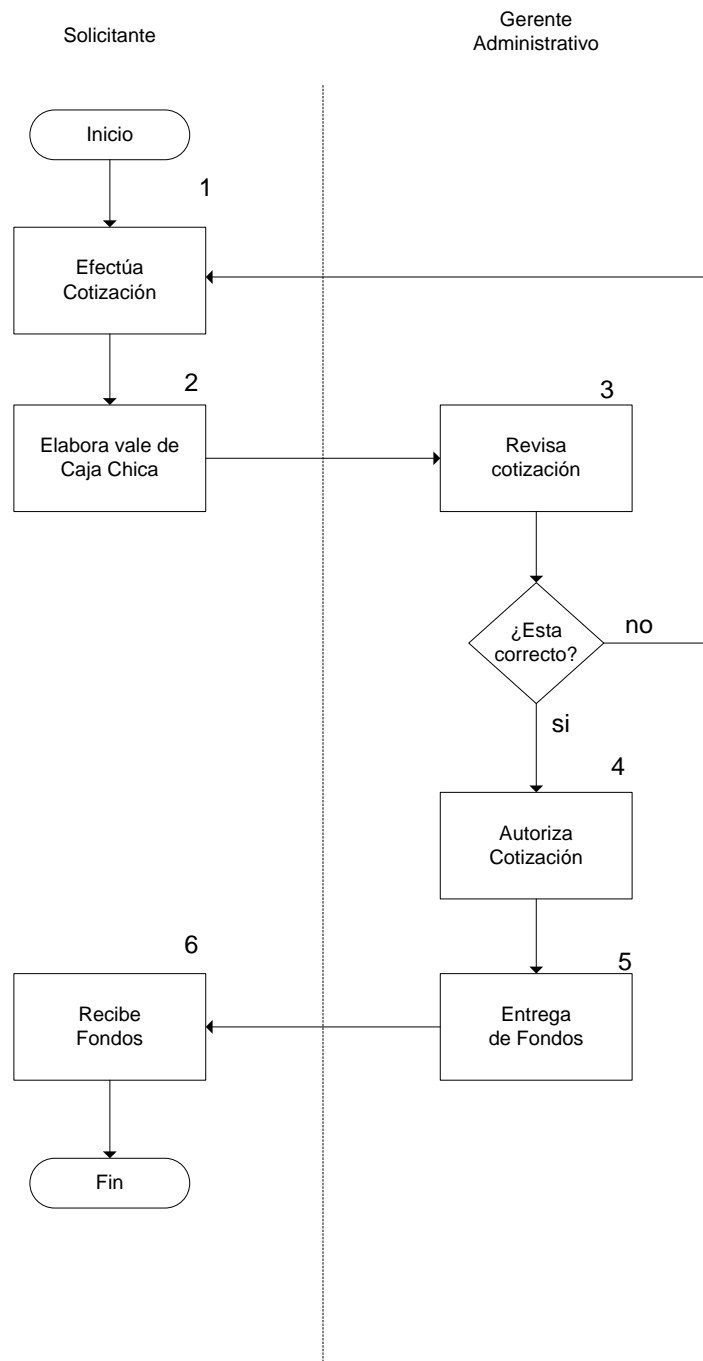 Solicitante
Gerente
Administrativo
Inicio
1
Efectúa
Cotización
2
Elabora vale de
Caja Chica
3
Revisa
cotización
¿Esta
correcto?
no
si
4
Autoriza
Cotización
5
Entrega
de Fondos
6
Recibe
Fondos
Fin